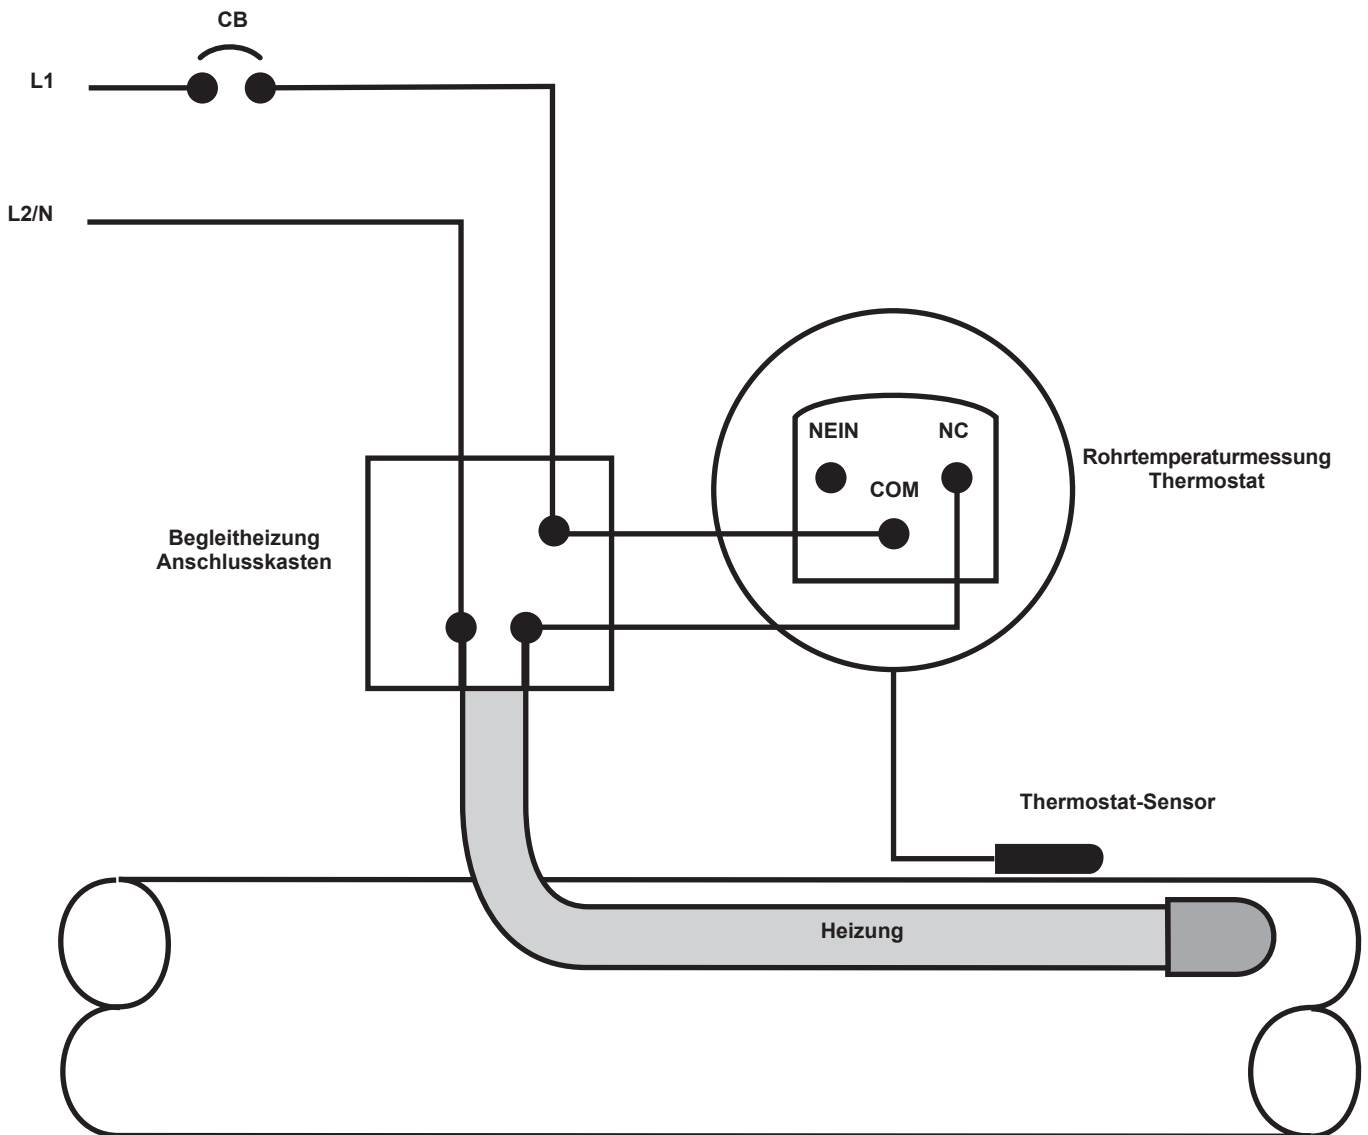 CB
L1
L2/N
NEIN
NC
COM
Rohrtemperaturmessung
Thermostat
Begleitheizung
Anschlusskasten
Thermostat-Sensor
Heizung